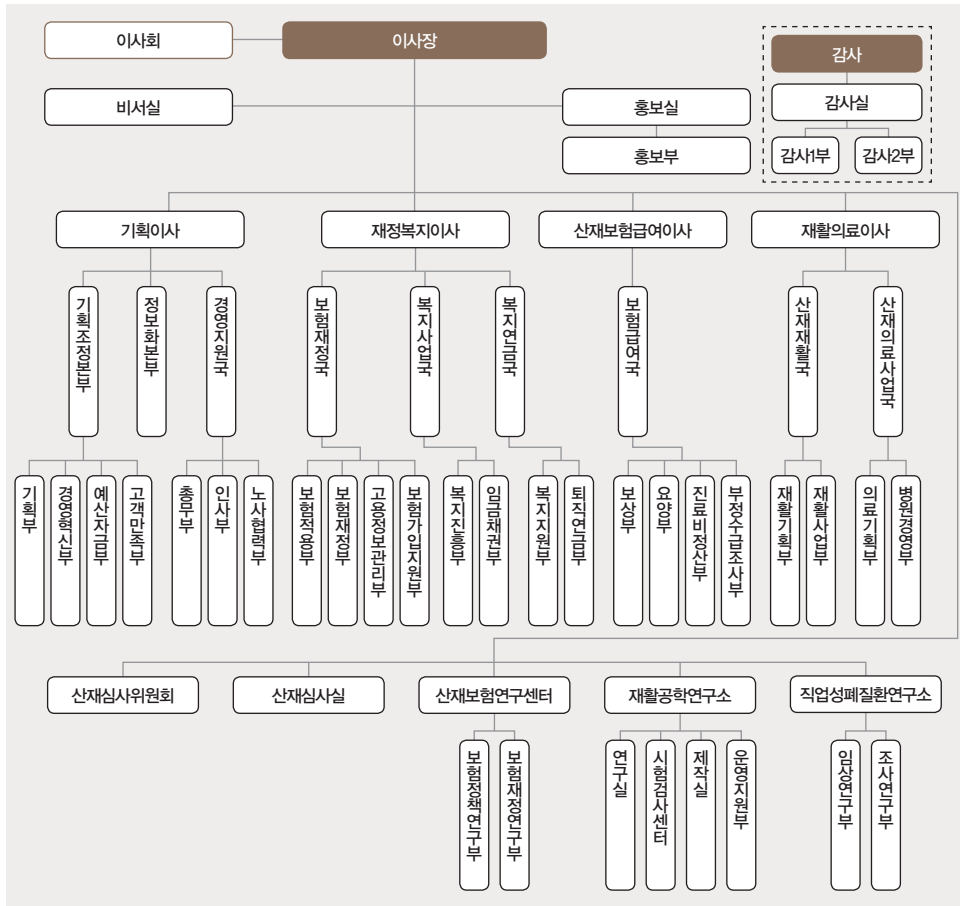 이사회
이사장
감사
비서실
홍보실
감사실
홍보부
감사1부
감사2부
기획이사
재정복지이사
산재보험급여이사
재활의료이사
기획조정본부
정보화본부
경영지원국
보험재정국
복지사업국
복지연금국
보험급여국
산재재활국
산재의료사업국
기획부
경영혁신부
예산자금부
고객만족부
총무부
인사부
노사협력부
보험적용부
보험재정부
고용정보관리부
보험가입지원부
복지진흥부
임금채권부
복지지원부
퇴직연금부
보상부
요양부
진료비정산부
부정수급조사부
재활기획부
재활사업부
의료기획부
병원경영부
산재심사위원회
산재심사실
산재보험연구센터
재활공학연구소
직업성폐질환연구소
보험정책연구부
보험재정연구부
연구실
시험검사센터
제작실
운영지원부
임상연구부
조사연구부